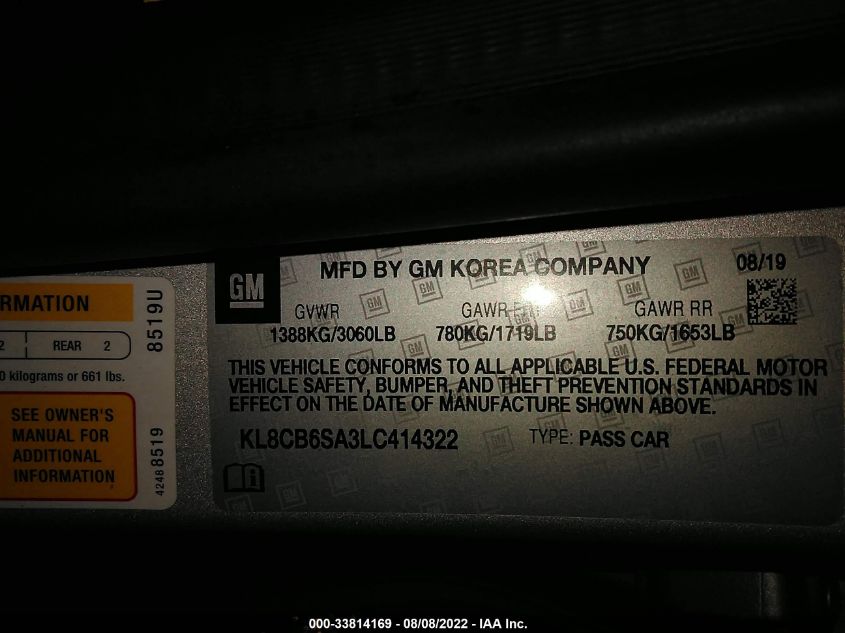 RMATION
2 REAR 2
0 kilograms or 661 lbs.
SEE OWNER'S
MANUAL FOR
ADDITIONAL
INFORMATION
8519U
42488519
GM
MFD BY GM KOREA COMPANY
08/19
GVWR GAWR GAWR RR
1388KG/3060LB 780KG/1719LB 750KG/1653LB
THIS VEHICLE CONFORMS TO ALL APPLICABLE U.S. FEDERAL MOTOR
VEHICLE SAFETY, BUMPER, AND THEFT PREVENTION STANDARDS IN
EFFECT ON THE DATE OF MANUFACTURE SHOWN ABOVE.
KL8CB6SA3LC414322 TYPE: PASS CAR
000-33814169 - 08/08/2022 - IAA Inc.